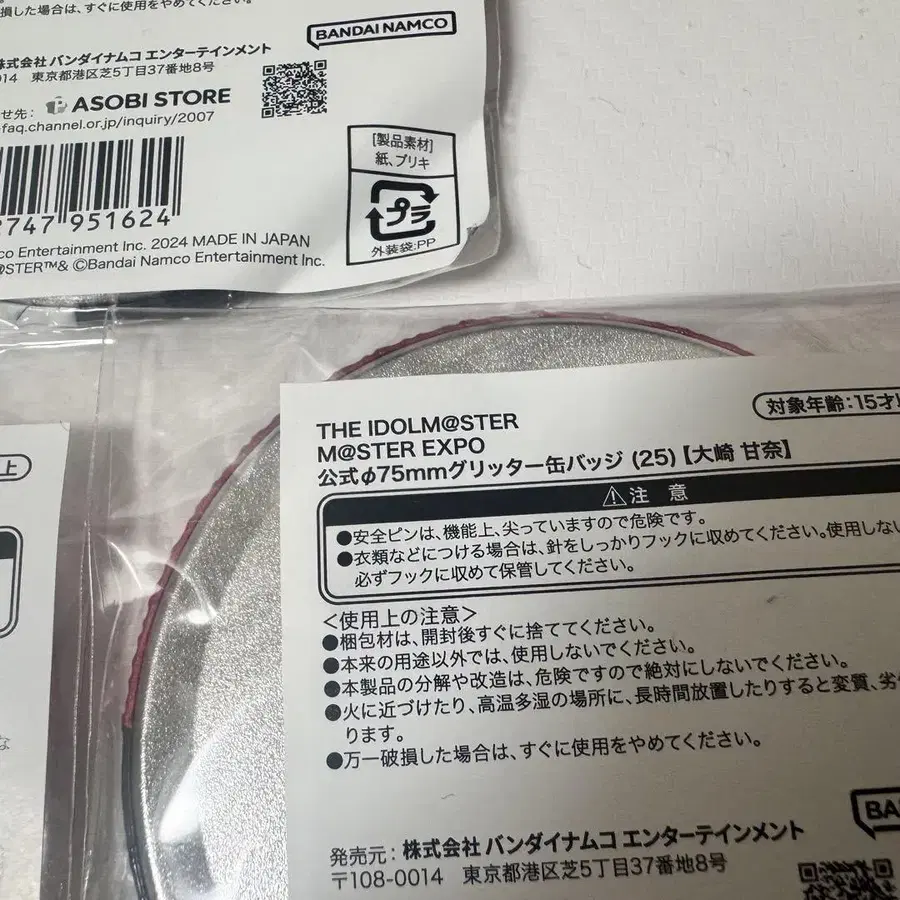 損した場合は、すぐに使用をやめてください。
BANDAI NAMCO
株式会社 バンダイナムコ エンターテインメント
014 東京都港区芝5丁目37番地8号
せ先: ASOBI STORE
faq.channel.or.jp/inquiry/2007
[製品素材]
紙、ブリキ
プラ
外装袋:PP
2747 951624
co Entertainment Inc. 2024 MADE IN JAPAN
@STER™& ©Bandai Namco Entertainment Inc.
上
な
対象年齢:15才以
THE IDOLM@STER
M@STER EXPO
公式φ75mmグリッター缶バッジ (25)【大崎 甘奈】
⚠注 意
●安全ピンは、機能上、尖っていますので危険です。
●衣類などにつける場合は、針をしっかりフックに収めてください。使用しない
必ずフックに収めて保管してください。
<使用上の注意>
●梱包材は、開封後すぐに捨ててください。
●本来の用途以外では、使用しないでください。
●本製品の分解や改造は、危険ですので絶対にしないでください。
●火に近づけたり、高温多湿の場所に、長時間放置したりすると変質、劣化
ります。
●万一破損した場合は、すぐに使用をやめてください。
BA
発売元: 株式会社 バンダイナムコ エンターテインメント
〒108-0014 東京都港区芝5丁目37番地8号